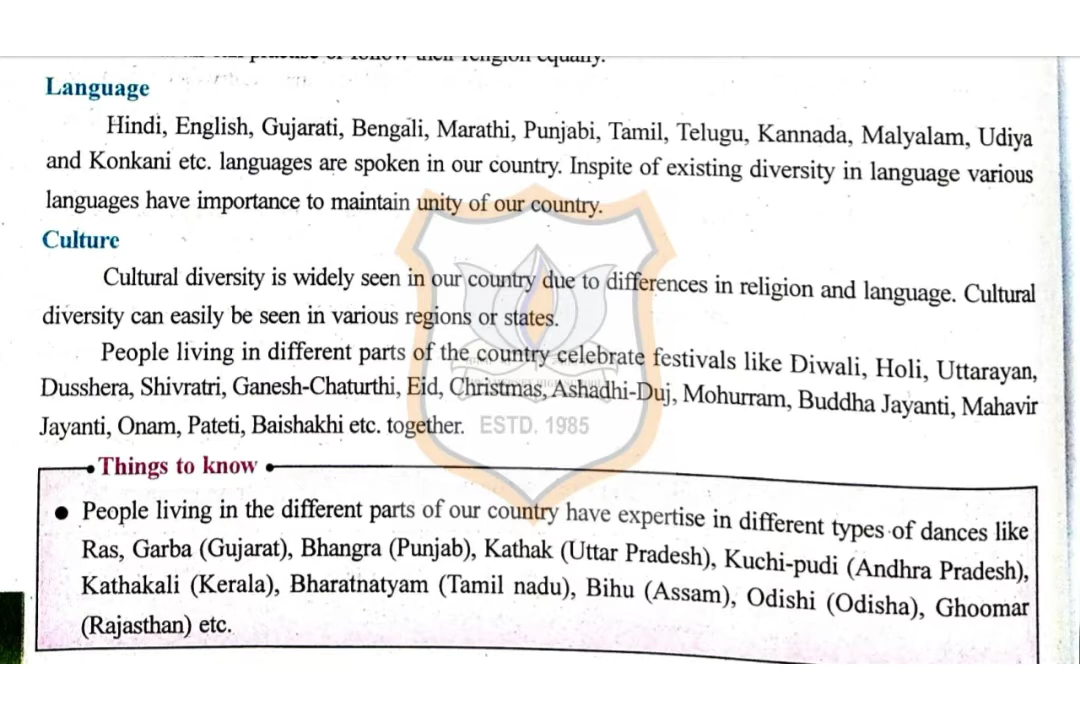 practise or follow their religion equally.
Language
Hindi, English, Gujarati, Bengali, Marathi, Punjabi, Tamil, Telugu, Kannada, Malyalam, Udiya
and Konkani etc. languages are spoken in our country. Inspite of existing diversity in language various
languages have importance to maintain unity of our country.
Culture
Cultural diversity is widely seen in our country due to differences in religion and language. Cultural
diversity can easily be seen in various regions or states.
People living in different parts of the country celebrate festivals like Diwali, Holi, Uttarayan,
Dusshera, Shivratri, Ganesh-Chaturthi, Eid, Christmas, Ashadhi-Duj, Mohurram, Buddha Jayanti, Mahavir
Jayanti, Onam, Pateti, Baishakhi etc. together.
ESTD. 1985
Things to know
• People living in the different parts of our country have expertise in different types of dances like
Ras, Garba (Gujarat), Bhangra (Punjab), Kathak (Uttar Pradesh), Kuchi-pudi (Andhra Pradesh),
Kathakali (Kerala), Bharatnatyam (Tamil nadu), Bihu (Assam), Odishi (Odisha), Ghoomar
(Rajasthan) etc.